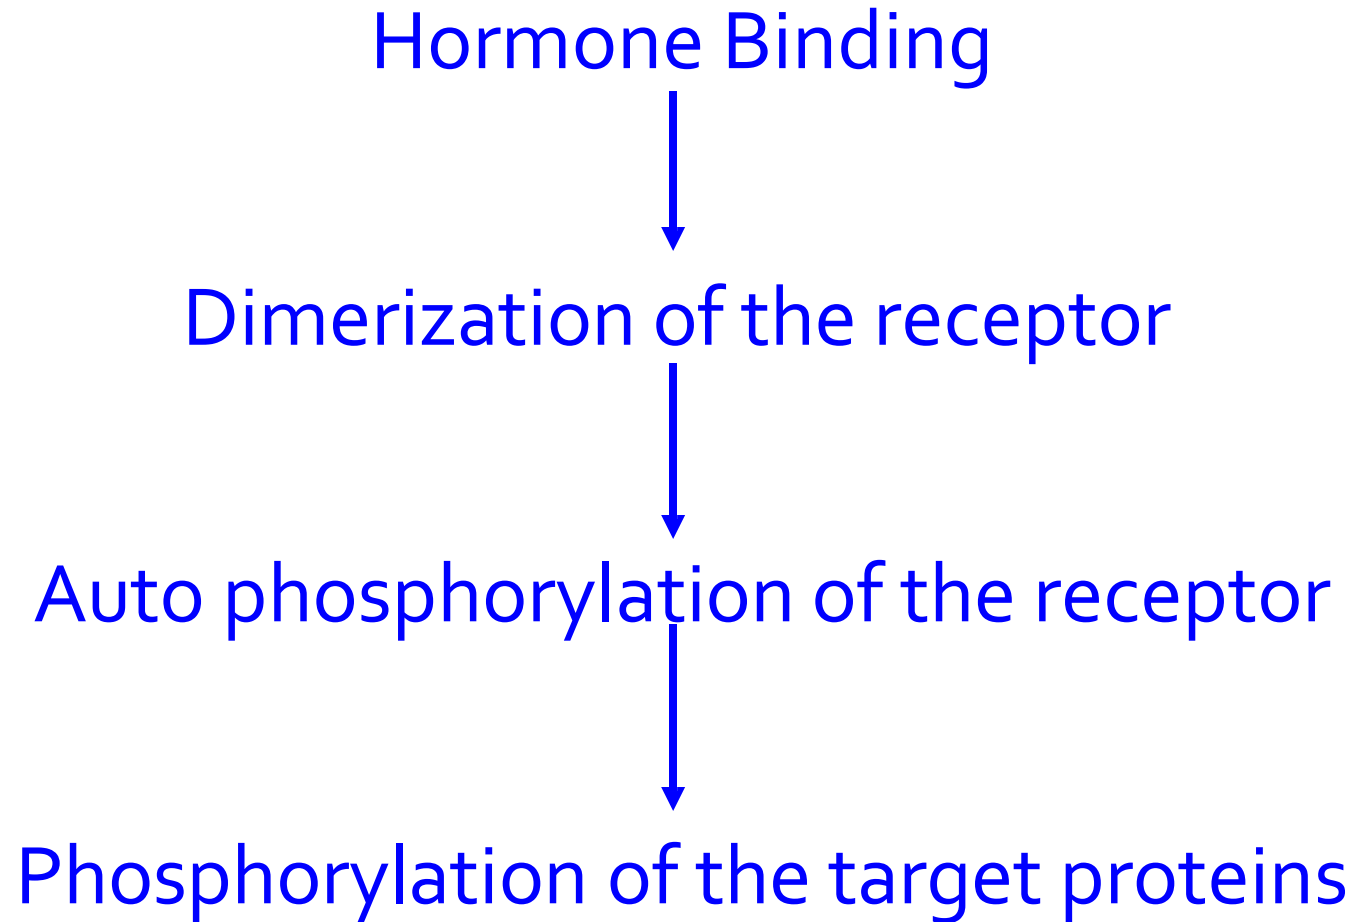 Hormone Binding
Dimerization of the receptor
Auto phosphorylation of the receptor
Phosphorylation of the target proteins